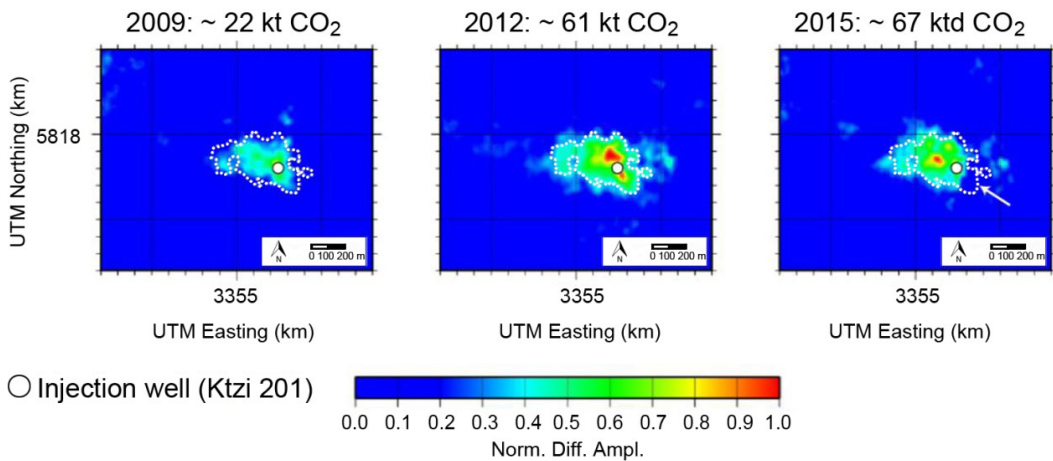 2009: ~ 22 kt CO₂
2012: ~ 61 kt CO₂
2015: ~ 67 ktd CO₂
UTM Northing (km)
5818
N
0 100 200 m
N
0 100 200 m
N
0 100 200 m
3355
3355
3355
UTM Easting (km)
UTM Easting (km)
UTM Easting (km)
Injection well (Ktzi 201)
0.0 0.1 0.2 0.3 0.4 0.5 0.6 0.7 0.8 0.9 1.0
Norm. Diff. Ampl.